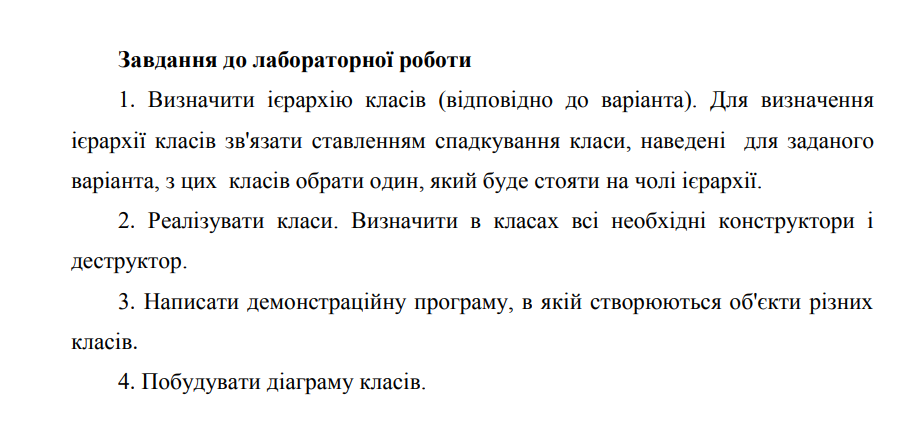 Завдання до лабораторної роботи
1. Визначити ієрархію класів (відповідно до варіанта). Для визначення
ієрархії класів зв'язати ставленням спадкування класи, наведені для заданого
варіанта, з цих класів обрати один, який буде стояти на чолі ієрархії.
2. Реалізувати класи. Визначити в класах всі необхідні конструктори і
деструктор.
3. Написати демонстраційну програму, в якій створюються об'єкти різних
класів.
4. Побудувати діаграму класів.